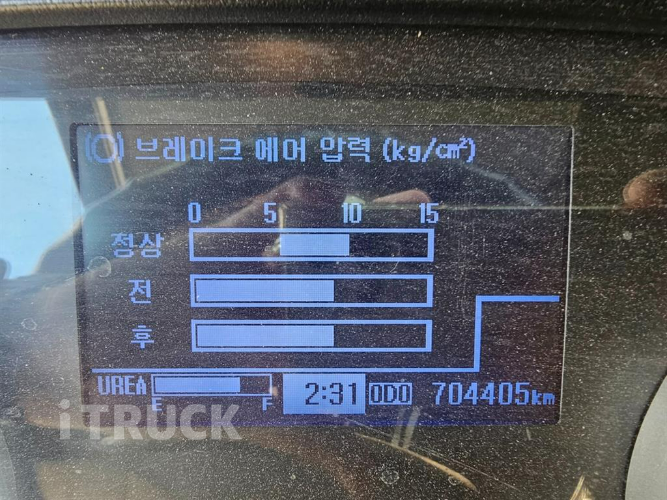 브레이크 에어 압력 (kg/㎠)
0 5 10 15
정상
전
후
UREA E F 2:31 ODO 704405km
iTRUCK